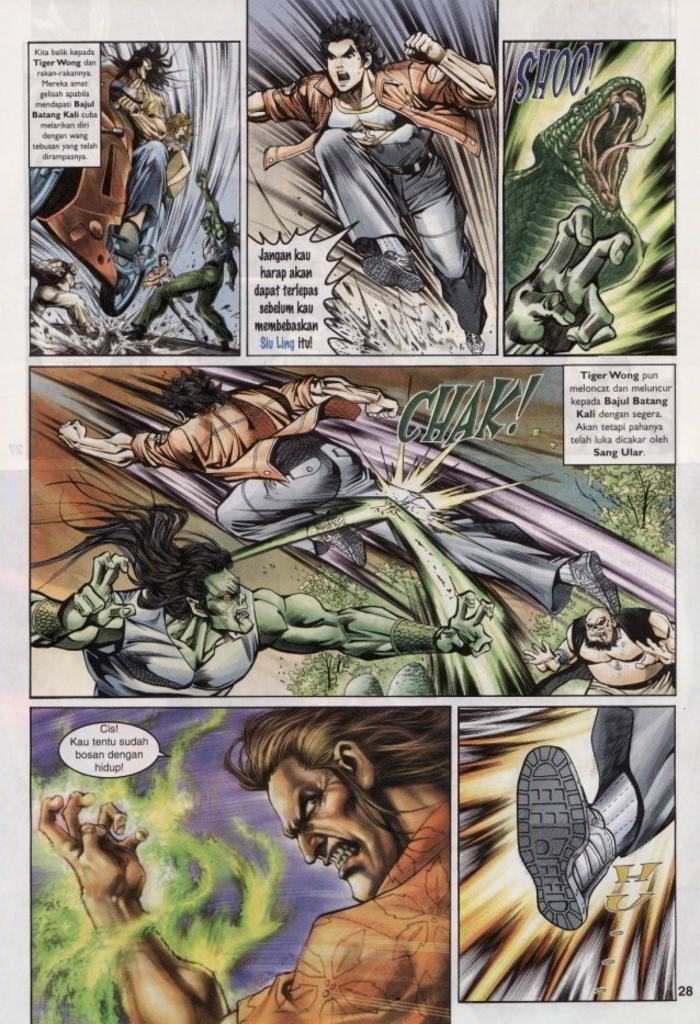 Kita balik kepada
Tiger Wong dan
rakan-rakannya.
Mereka amat
gelisah apabila
mendapati Bajul
Batang Kali cuba
melarikan diri
dengan wang
tebusan yang telah
dirampasnya.
Jangan kau
harap akan
dapat terlepas
sebelum kau
membebaskan
Siu Ling itu!
SHOO!
CHAK!
Tiger Wong pun
meloncat dan meluncur
kepada Bajul Batang
Kali dengan segera.
Akan tetapi pahanya
telah luka dicakar oleh
Sang Ular.
Cis!
Kau tentu sudah
bosan dengan
hidup!
HU...
28
27